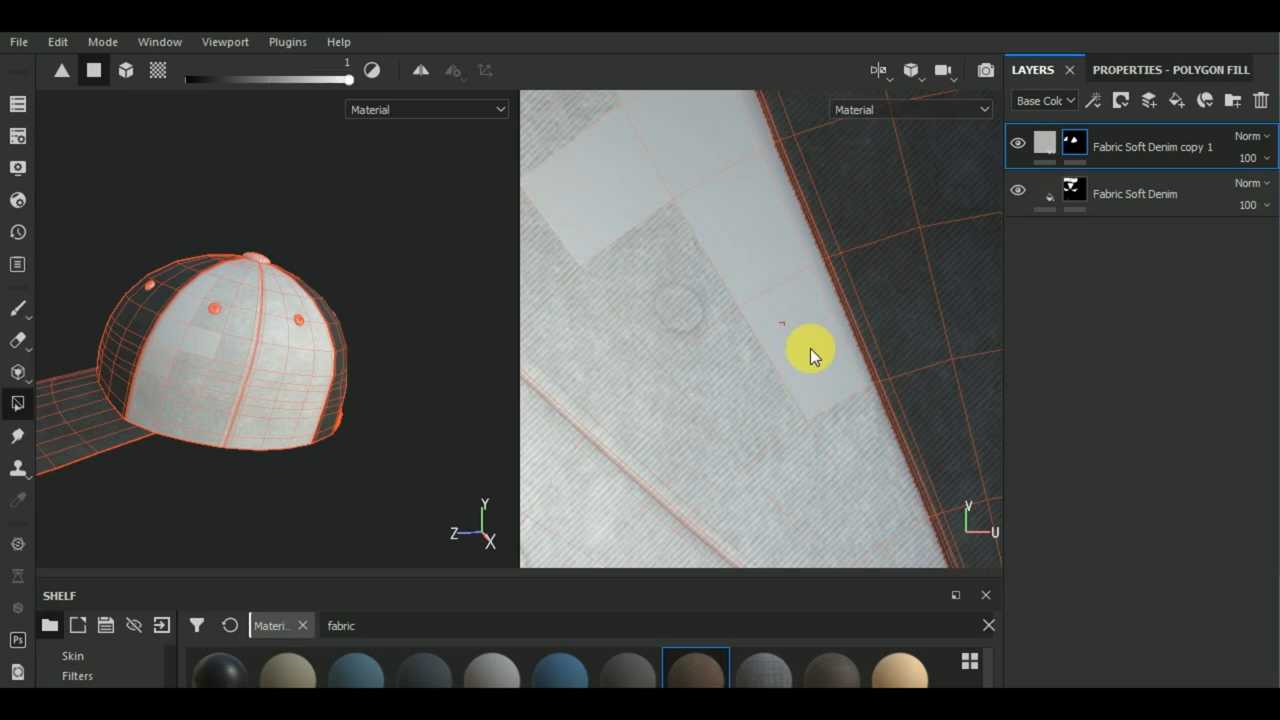 File Edit Mode Window Viewport Plugins Help
1
LAYERS PROPERTIES - POLYGON FILL
Material
Material
Base Colc
Norm
Fabric Soft Denim copy 1
100
Norm
Fabric Soft Denim
100
Y
Z
X
V
U
SHELF
Materi..
fabric
Ps
Skin
Filters